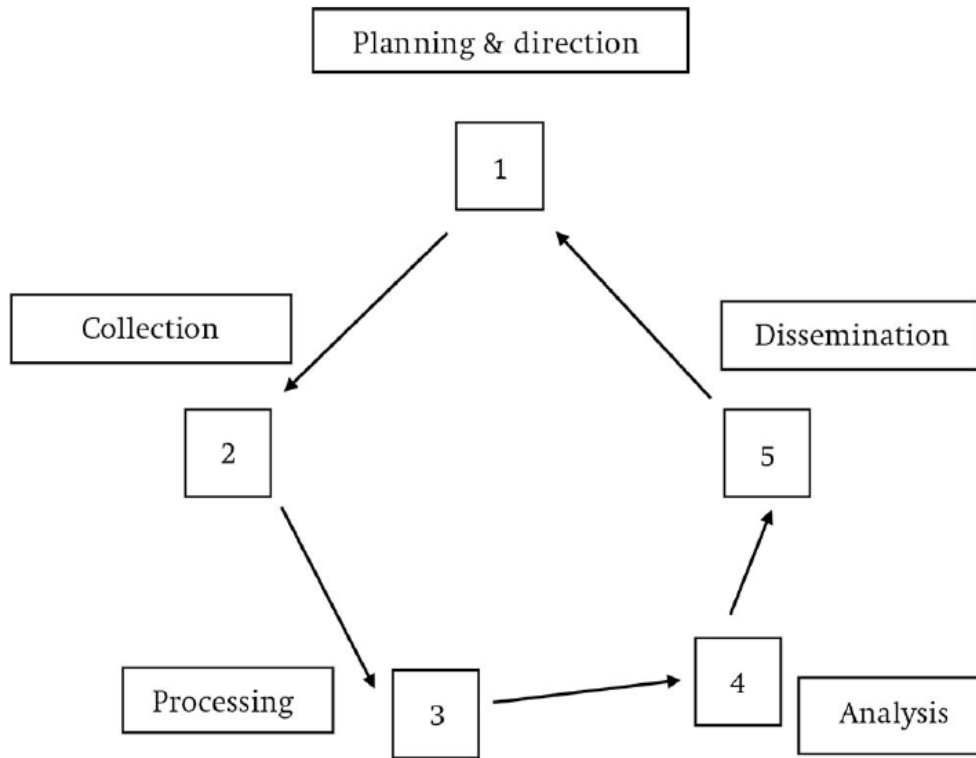 Planning & direction
1
Collection
Dissemination
2
5
Processing
3
4
Analysis